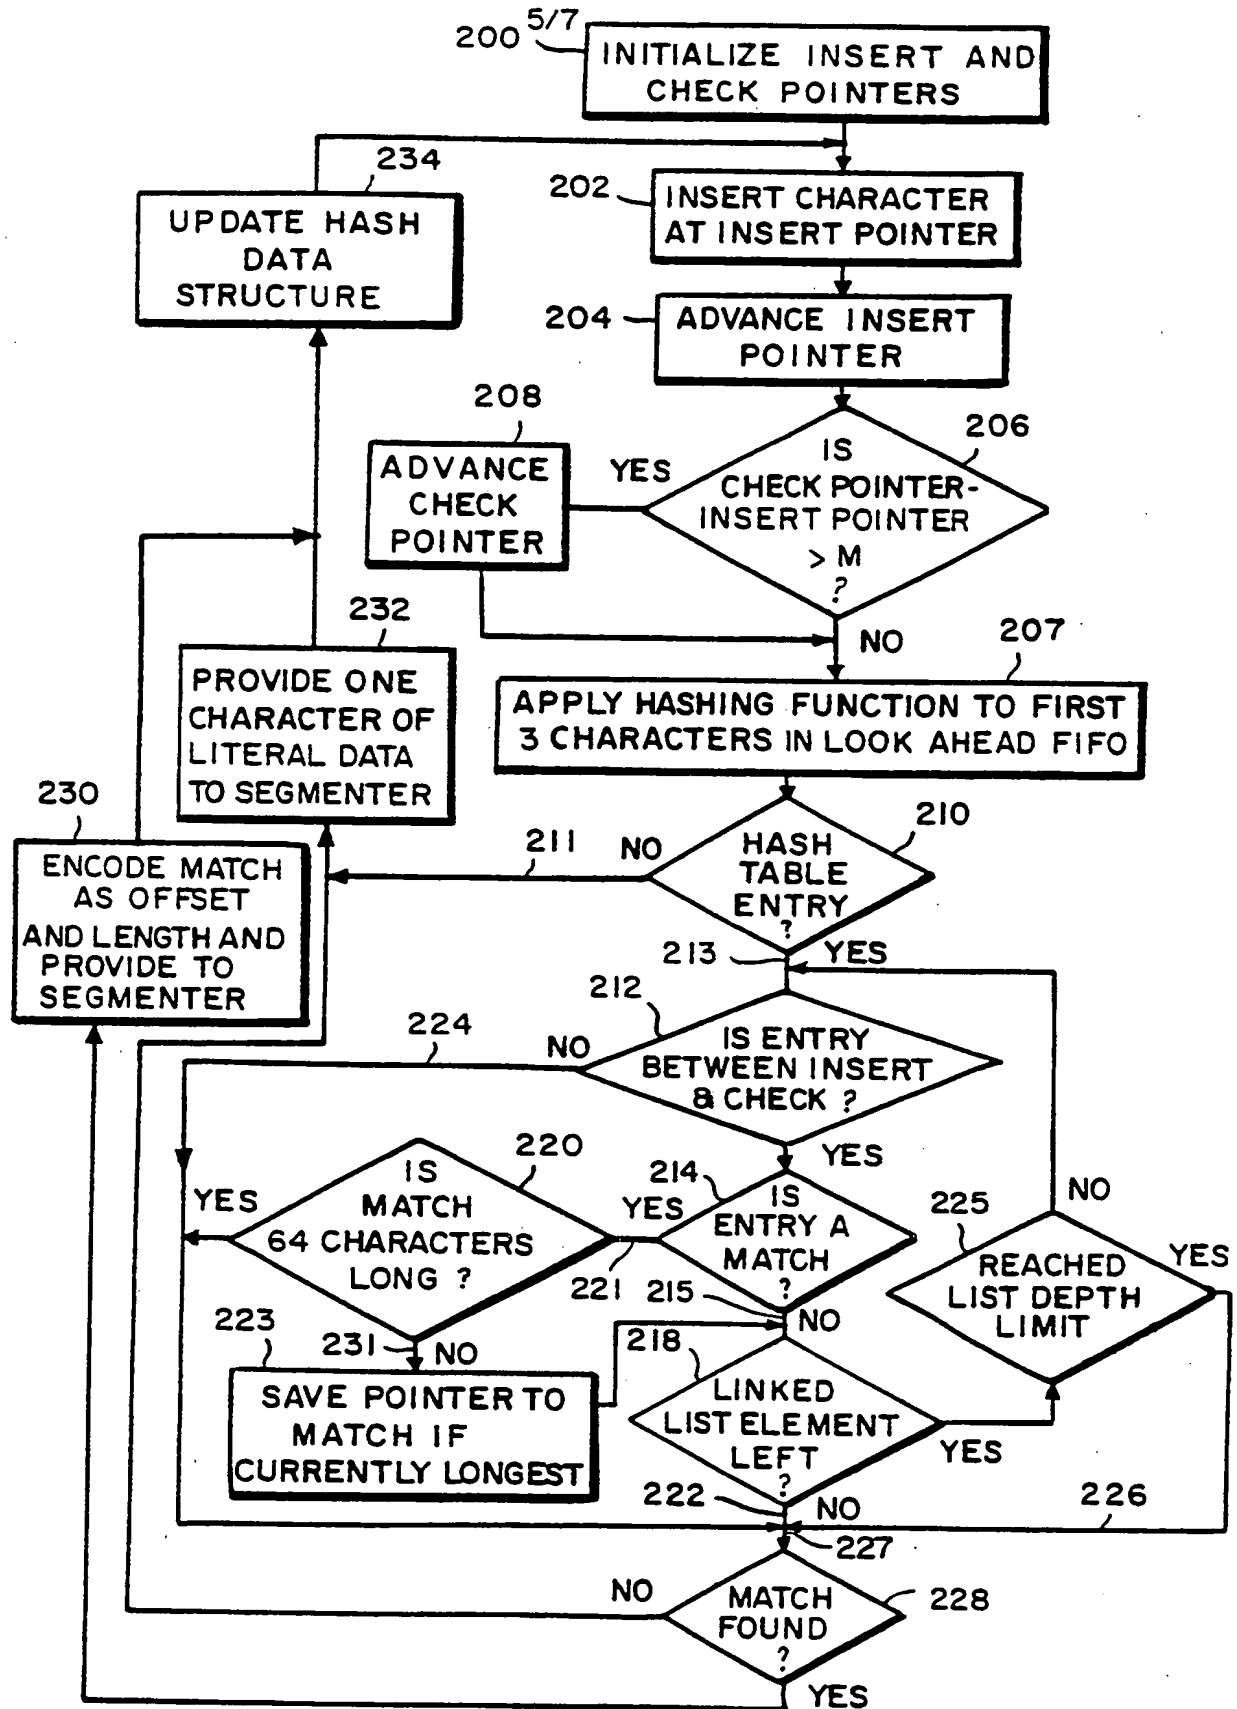 5/7
200
INITIALIZE INSERT AND
CHECK POINTERS
234
UPDATE HASH
DATA
STRUCTURE
202
INSERT CHARACTER
AT INSERT POINTER
204
ADVANCE INSERT
POINTER
208
ADVANCE
CHECK
POINTER
YES
206
IS
CHECK POINTER-
INSERT POINTER
> M
?
NO
232
PROVIDE ONE
CHARACTER OF
LITERAL DATA
TO SEGMENTER
207
APPLY HASHING FUNCTION TO FIRST
3 CHARACTERS IN LOOK AHEAD FIFO
230
ENCODE MATCH
AS OFFSET
AND LENGTH AND
PROVIDE TO
SEGMENTER
211
NO
210
HASH
TABLE
ENTRY
?
213
YES
212
224
NO
IS ENTRY
BETWEEN INSERT
& CHECK ?
YES
220
IS
MATCH
64 CHARACTERS
LONG ?
YES
YES
221
214
IS
ENTRY A
MATCH
?
215
NO
225
NO
REACHED
LIST DEPTH
LIMIT
YES
223
231
NO
SAVE POINTER TO
MATCH IF
CURRENTLY LONGEST
218
LINKED
LIST ELEMENT
LEFT
?
YES
222
NO
226
227
NO
MATCH
FOUND
?
228
YES